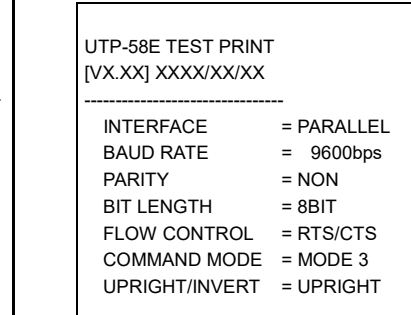 UTP-58E TEST PRINT
[VX.XX] XXXX/XX/XX
--------------------------------
INTERFACE = PARALLEL
BAUD RATE = 9600bps
PARITY = NON
BIT LENGTH = 8BIT
FLOW CONTROL = RTS/CTS
COMMAND MODE = MODE 3
UPRIGHT/INVERT = UPRIGHT